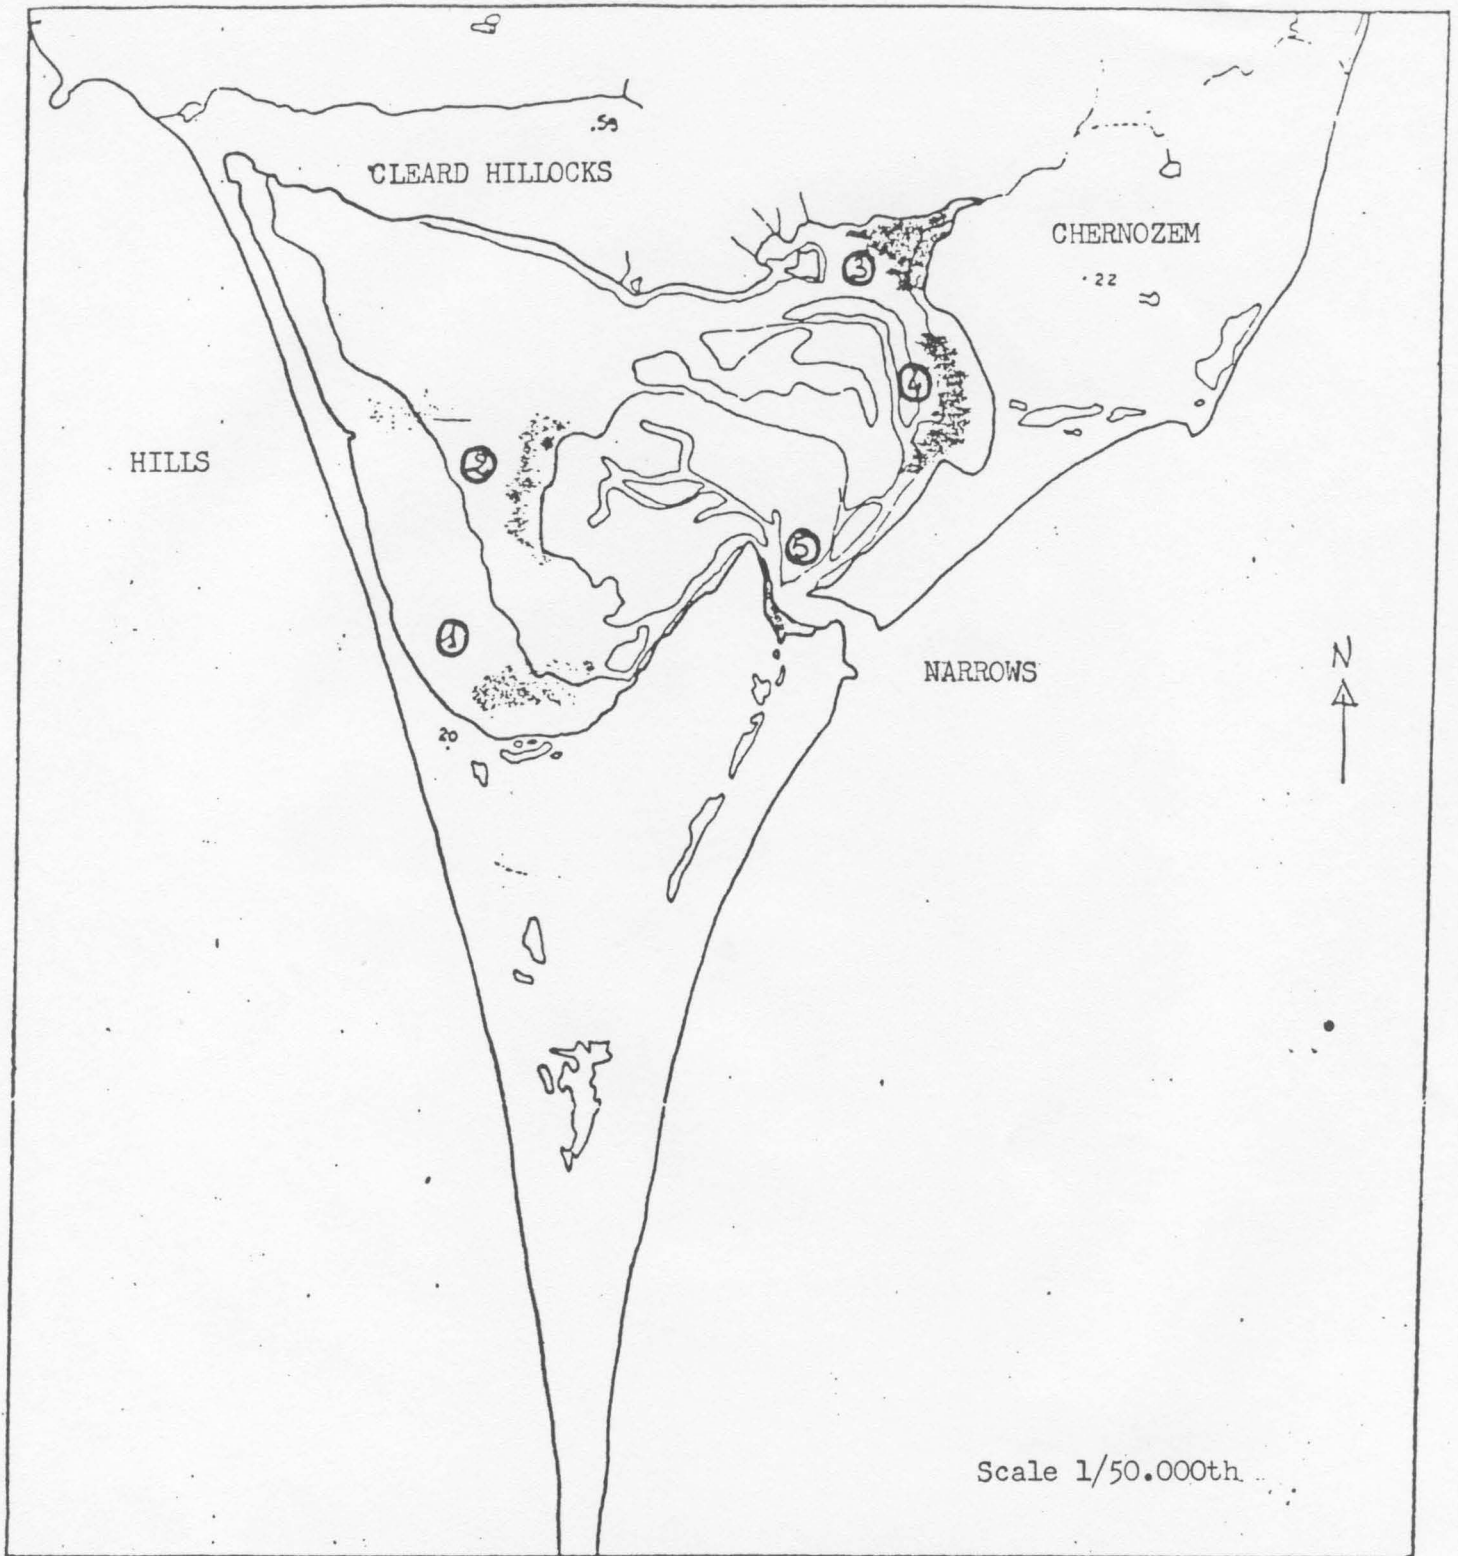 .59
CLEARD HILLOCKS
CHERNOZEM
3
.22
4
HILLS
2
5
1
N
NARROWS
20
Scale 1/50.000th